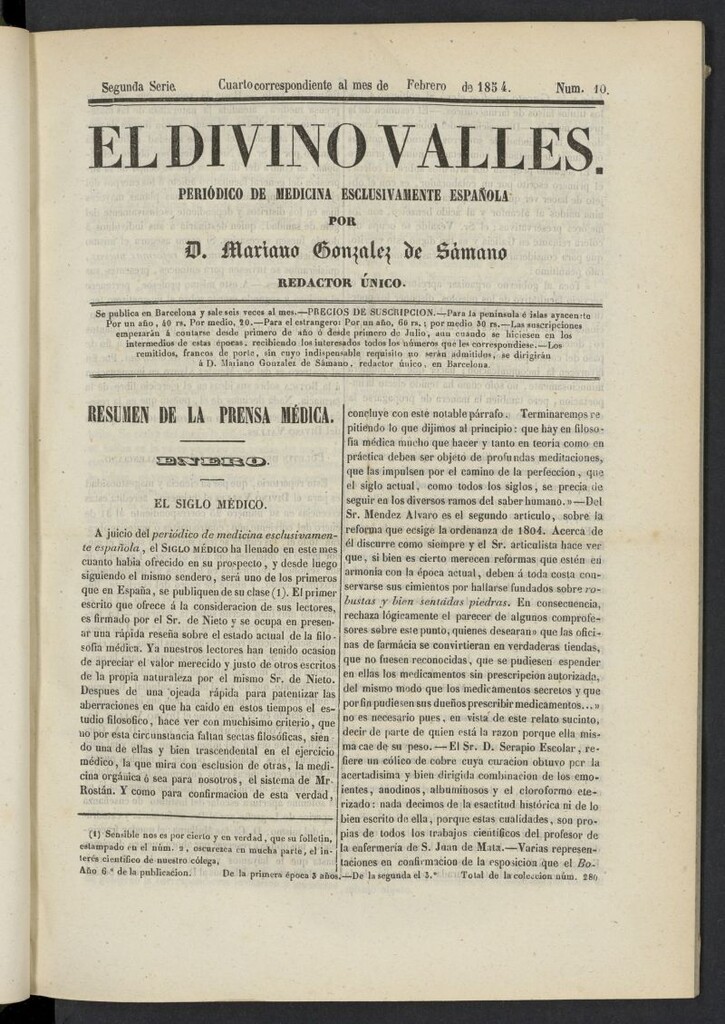 Segunda Serie. Cuarto correspondiente al mes de Febrero de 1854. Num. 10.
EL DIVINO VALLES.
PERIÓDICO DE MEDICINA ESCLUSIVAMENTE ESPAÑOLA
POR
D. Mariano Gonzalez de Sámano
REDACTOR ÚNICO.
Se publica en Barcelona y sale seis veces al mes.—PRECIOS DE SUSCRIPCION.—Para la península é islas ayacentes
Por un año, 40 rs. Por medio, 20.—Para el estrangero: Por un año, 60 rs.; por medio 30 rs.—Las suscripciones
empezarán á contarse desde primero de año ó desde primero de Julio, aun cuando se hiciesen en los
intermedios de estas épocas, recibiendo los interesados todos los números que les correspondiese.—Los
remitidos, francos de porte, sin cuyo indispensable requisito no serán admitidos, se dirigirán
á D. Mariano Gonzalez de Sámano, redactor único, en Barcelona.
RESUMEN DE LA PRENSA MÉDICA.
ENERO.
EL SIGLO MÉDICO.
A juicio del periódico de medicina esclusivamen-
te española, el SIGLO MÉDICO ha llenado en este mes
cuanto habia ofrecido en su prospecto, y desde luego
siguiendo el mismo sendero, será uno de los primeros
que en España, se publiquen de su clase (1). El primer
escrito que ofrece á la consideracion de sus lectores,
es firmado por el Sr. de Nieto y se ocupa en presen-
tar una rápida reseña sobre el estado actual de la filo-
sofía médica. Ya nuestros lectores han tenido ocasion
de apreciar el valor merecido y justo de otros escritos
de la propia naturaleza por el mismo Sr. de Nieto.
Despues de una ojeada rápida para patentizar las
aberraciones en que ha caido en estos tiempos el es-
tudio filosófico, hace ver con muchisimo criterio, que
no por esta circunstancia faltan sectas filosóficas, sien
do una de ellas y bien trascendental en el ejercicio
médico, la que mira con esclusion de otras, la medi-
cina orgánica ó sea para nosotros, el sistema de Mr.
Rostán. Y como para confirmacion de esta verdad,
(1) Sensible nos es por cierto y en verdad, que su folletin,
estampado en el núm. 2, oscurezca en mucha parte, el in-
terés cientifico de nuestro cólega,
concluye con este notable párrafo. Terminaremos re
pitiendo lo que dijimos al principio: que hay en filoso-
fia médica mucho que hacer y tanto en teoría como en
práctica deben ser objeto de profundas meditaciones,
que las impulsen por el camino de la perfeccion, que
el siglo actual, como todos los siglos, se precia de
seguir en los diversos ramos del saber humano.»—Del
Sr. Mendez Alvaro es el segundo artículo, sobre la
reforma que ecsige la ordenanza de 1804. Acerca de
él discurre como siempre y el Sr. articulista hace ver
que, si bien es cierto merecen reformas que estén en
armonía con la época actual, deben á toda costa con-
servarse sus cimientos por hallarse fundados sobre ro-
bustas y bien sentadas piedras. En consecuencia,
rechaza lógicamente el parecer de algunos comprofe-
sores sobre este punto, quienes desearan» que las ofici-
nas de farmácia se convirtieran en verdaderas tiendas,
que no fuesen reconocidas, que se pudiesen espender
en ellas los medicamentos sin prescripcion autorizada,
del mismo modo que los medicamentos secretos y que
por fin pudiesen sus dueños prescribir medicamentos...»
no es necesario pues, en vista de este relato sucinto,
decir de parte de quien está la razon porque ella mis-
ma cae de su peso.—El Sr. D. Serapio Escolar, re-
fiere un cólico de cobre cuya curacion obtuvo por la
acertadísima y bien dirigida combinacion de los emo-
ientes, anodinos, albuminosos y el cloroformo ete-
rizado: nada decimos de la esactitud histórica ni de lo
bien escrito de ella, porque estas cualidades, son pro-
pias de todos los trabajos científicos del profesor de
la enfermería de S. Juan de Mata.—Varias represen-
taciones en confirmacion de la esposicion que el Bo-
Año 6.º de la publicacion. De la primera época 3 años.—De la segunda el 3.º Total de la coleccion núm. 280